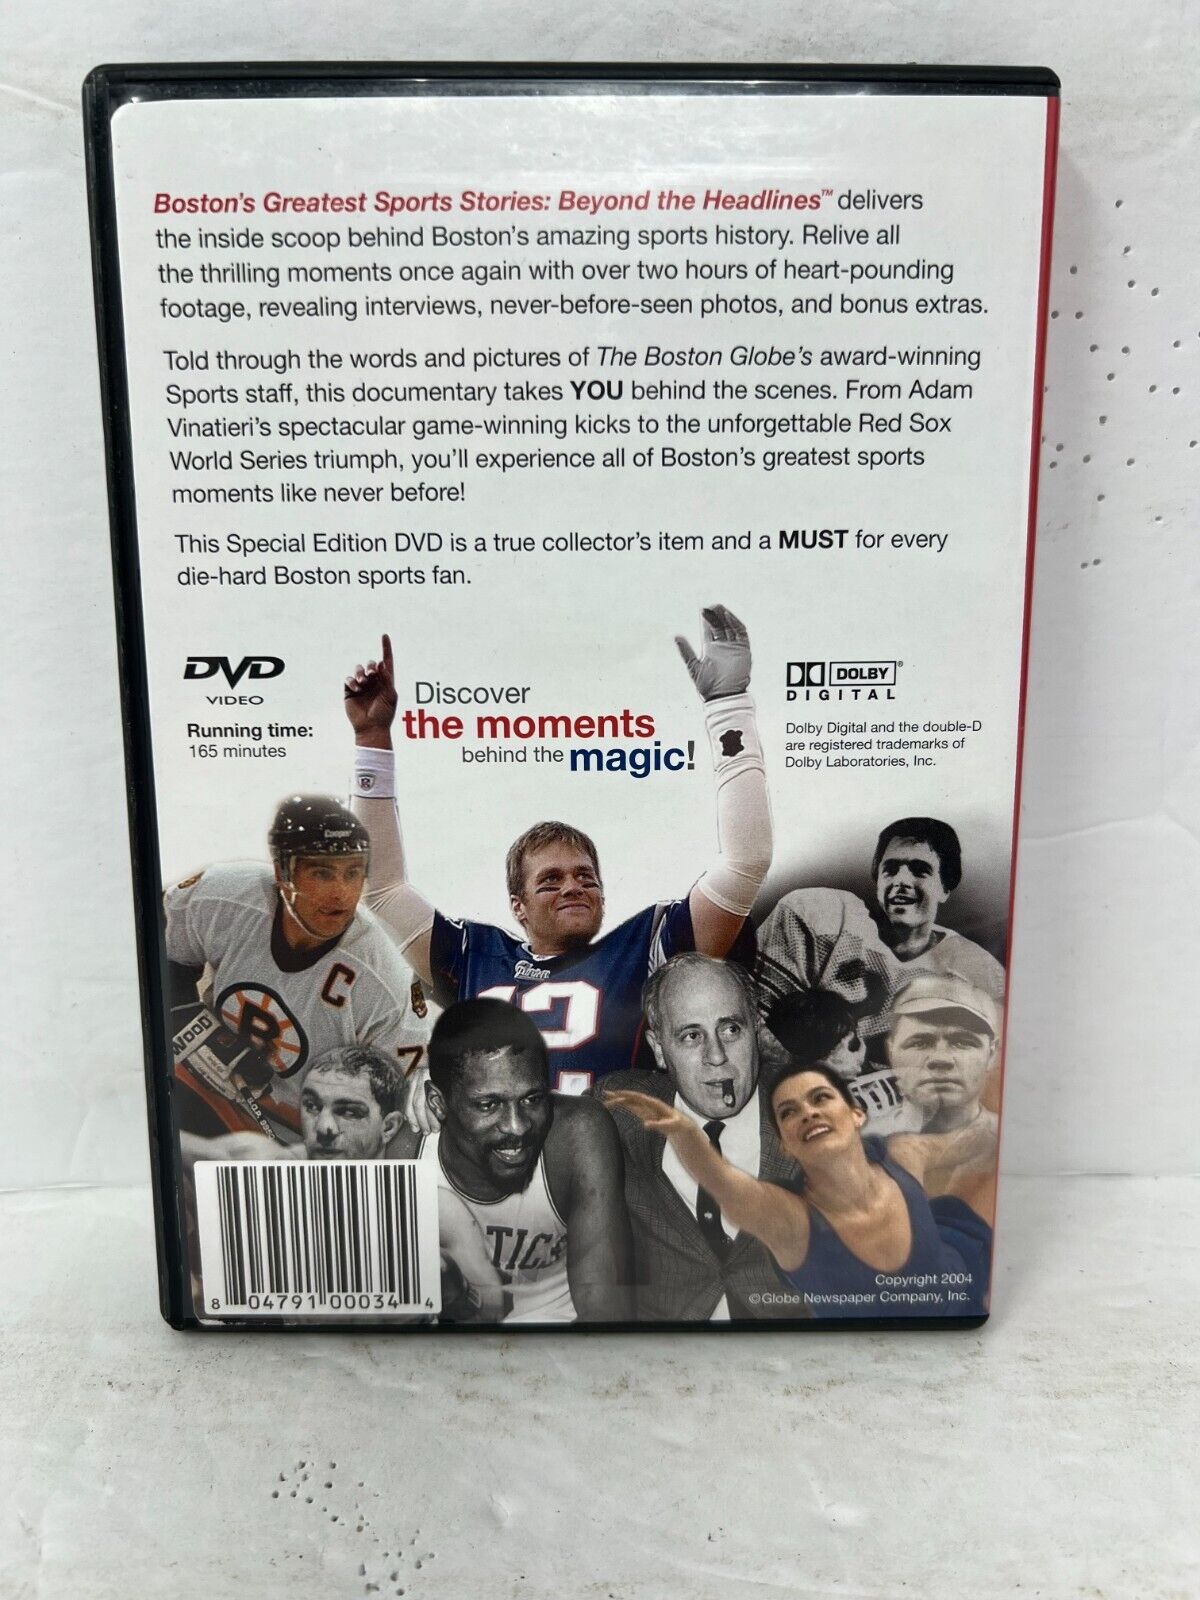 Boston's Greatest Sports Stories: Beyond the Headlines™ delivers
the inside scoop behind Boston's amazing sports history. Relive all
the thrilling moments once again with over two hours of heart-pounding
footage, revealing interviews, never-before-seen photos, and bonus extras.
Told through the words and pictures of The Boston Globe's award-winning
Sports staff, this documentary takes YOU behind the scenes. From Adam
Vinatieri's spectacular game-winning kicks to the unforgettable Red Sox
World Series triumph, you'll experience all of Boston's greatest sports
moments like never before!
This Special Edition DVD is a true collector's item and a MUST for every
die-hard Boston sports fan.
DVD
VIDEO
Running time:
165 minutes
Discover
the moments
behind the magic!
DOLBY®
DIGITAL
Dolby Digital and the double-D
are registered trademarks of
Dolby Laboratories, Inc.
Cooper
C
B
WOOD
7
Patriots
12
TICS
8 04791 00034 4
Copyright 2004
©Globe Newspaper Company, Inc.